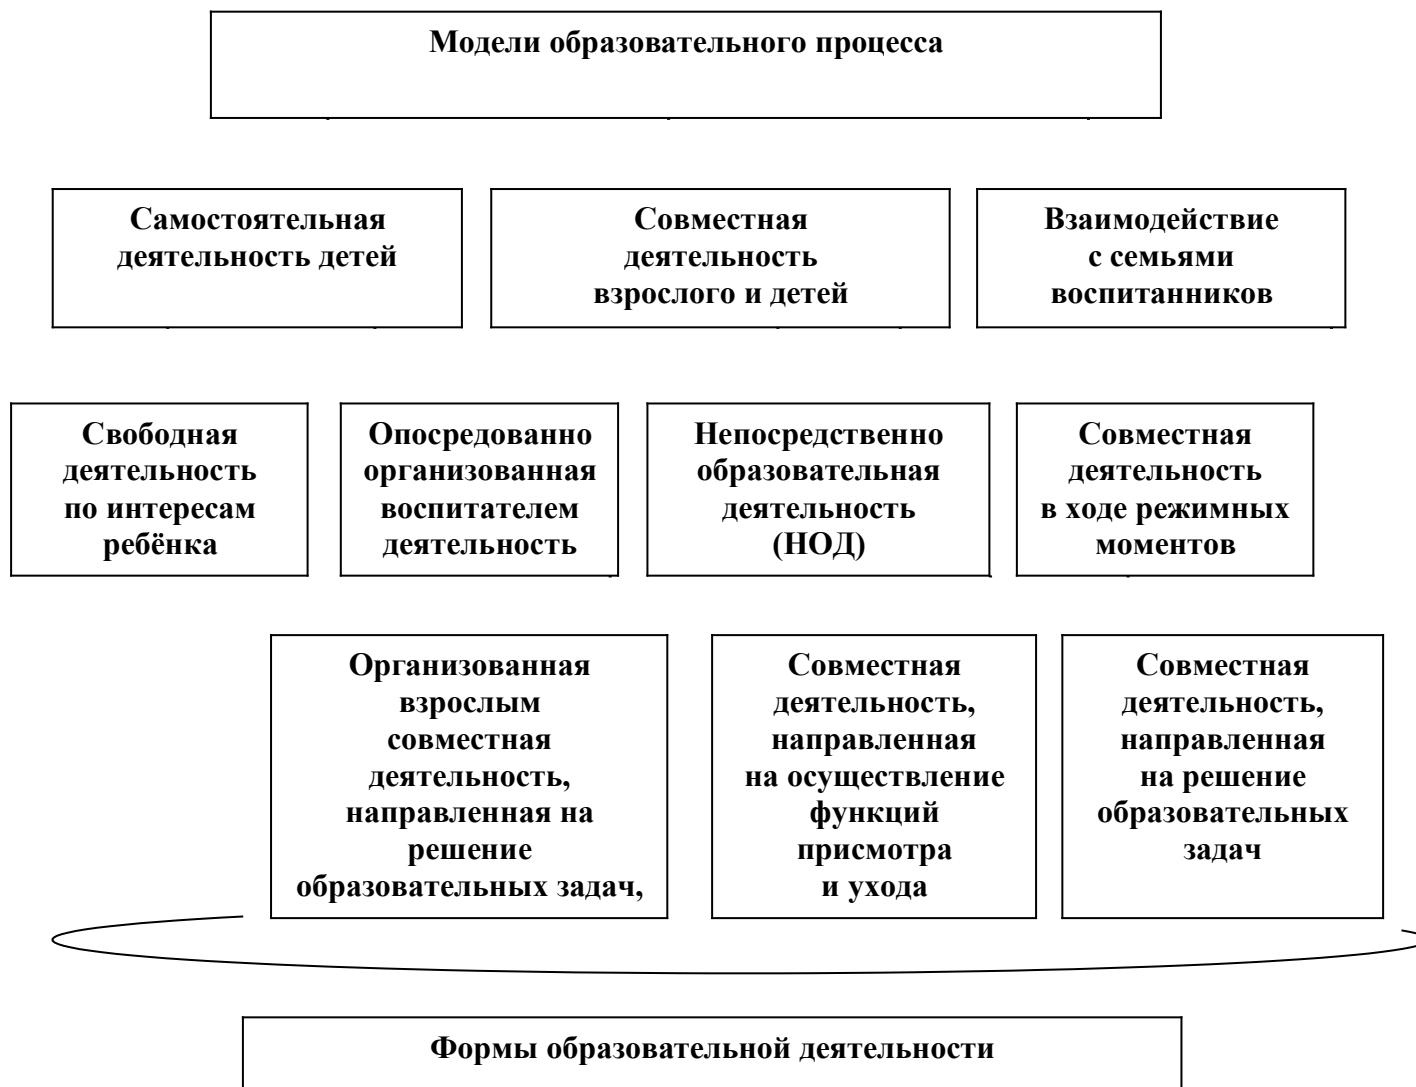 Модели образовательного процесса
Самостоятельная
деятельность детей
Совместная
деятельность
взрослого и детей
Взаимодействие
с семьями
воспитанников
Свободная
деятельность
по интересам
ребёнка
Опосредованно
организованная
воспитателем
деятельность
Непосредственно
образовательная
деятельность
(НОД)
Совместная
деятельность
в ходе режимных
моментов
Организованная
взрослым
совместная
деятельность,
направленная на
решение
образовательных задач,
Совместная
деятельность,
направленная
на осуществление
функций
присмотра
и ухода
Совместная
деятельность,
направленная
на решение
образовательных
задач
Формы образовательной деятельности